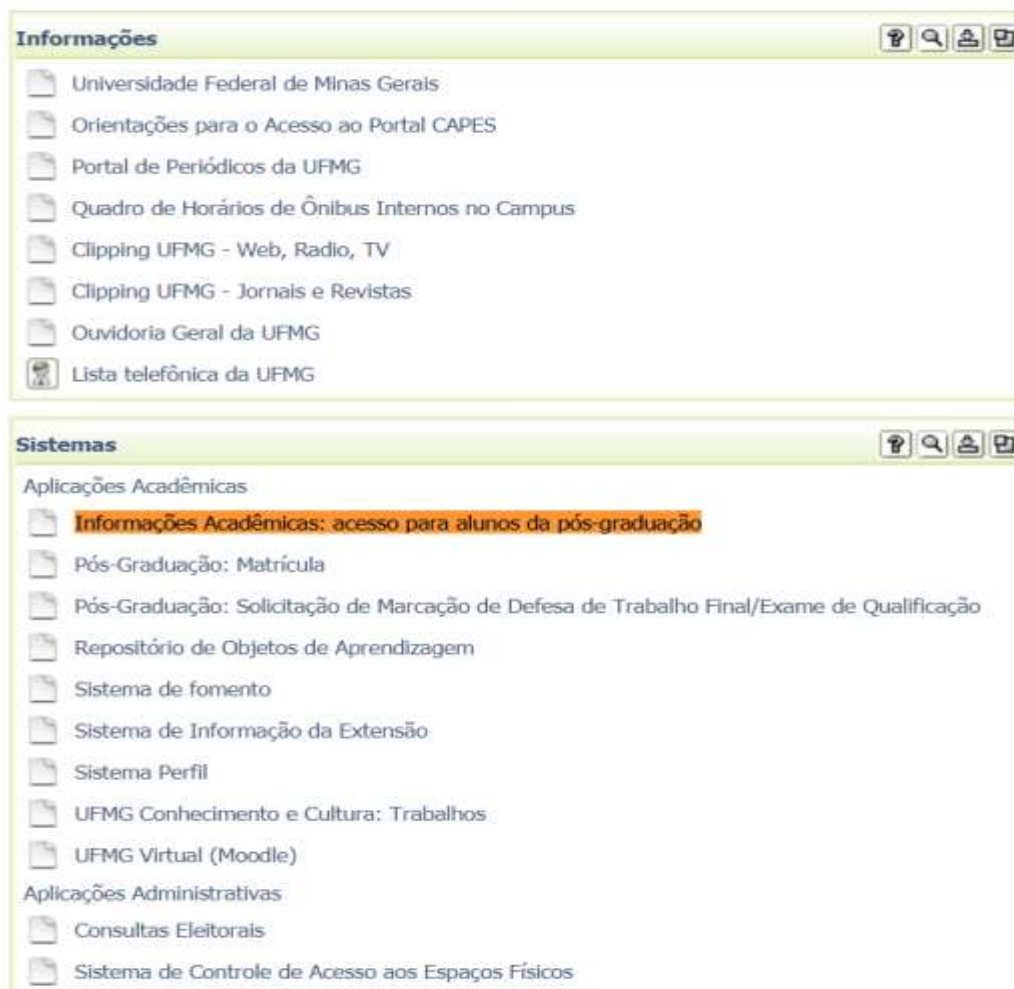 Informações
Universidade Federal de Minas Gerais
Orientações para o Acesso ao Portal CAPES
Portal de Periódicos da UFMG
Quadro de Horários de Ônibus Internos no Campus
Clipping UFMG - Web, Radio, TV
Clipping UFMG - Jornais e Revistas
Ouvidoria Geral da UFMG
Lista telefônica da UFMG
Sistemas
Aplicações Acadêmicas
Informações Acadêmicas: acesso para alunos da pós-graduação
Pós-Graduação: Matrícula
Pós-Graduação: Solicitação de Marcação de Defesa de Trabalho Final/Exame de Qualificação
Repositório de Objetos de Aprendizagem
Sistema de fomento
Sistema de Informação da Extensão
Sistema Perfil
UFMG Conhecimento e Cultura: Trabalhos
UFMG Virtual (Moodle)
Aplicações Administrativas
Consultas Eleitorais
Sistema de Controle de Acesso aos Espaços Físicos